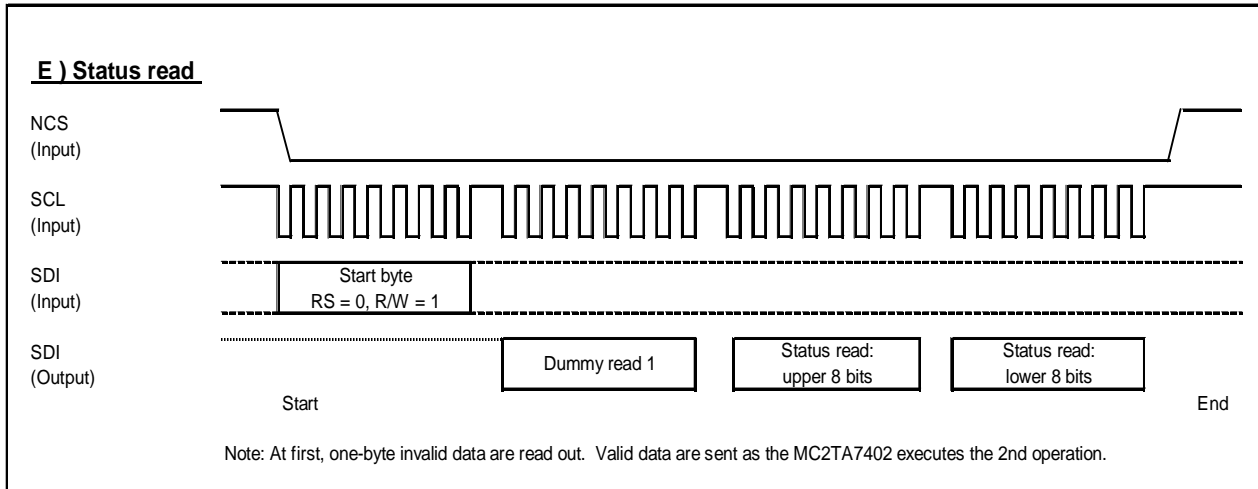 E ) Status read
NCS
(Input)
SCL
(Input)
SDI
(Input)
Start byte
RS = 0, R/W = 1
SDI
(Output)
Dummy read 1
Status read:
upper 8 bits
Status read:
lower 8 bits
Start
End
Note: At first, one-byte invalid data are read out. Valid data are sent as the MC2TA7402 executes the 2nd operation.